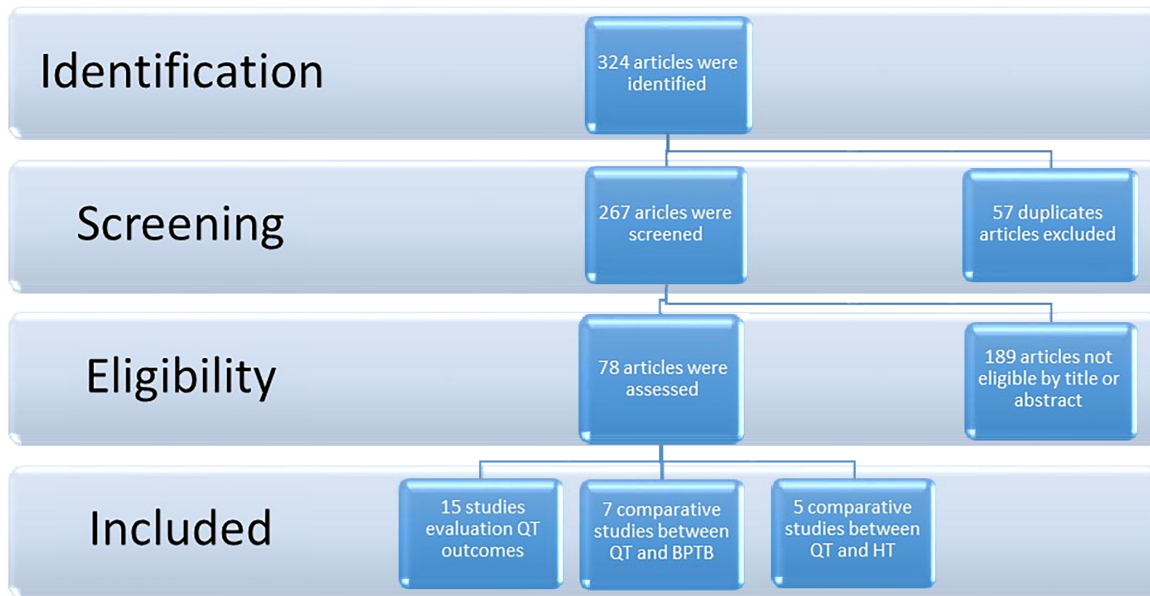 Identification
324 articles were
identified
Screening
267 aricles were
screened
57 duplicates
articles excluded
Eligibility
78 articles were
assessed
189 articles not
eligible by title or
abstract
Included
15 studies
evaluation QT
outcomes
7 comparative
studies between
QT and BPTB
5 comparative
studies between
QT and HT